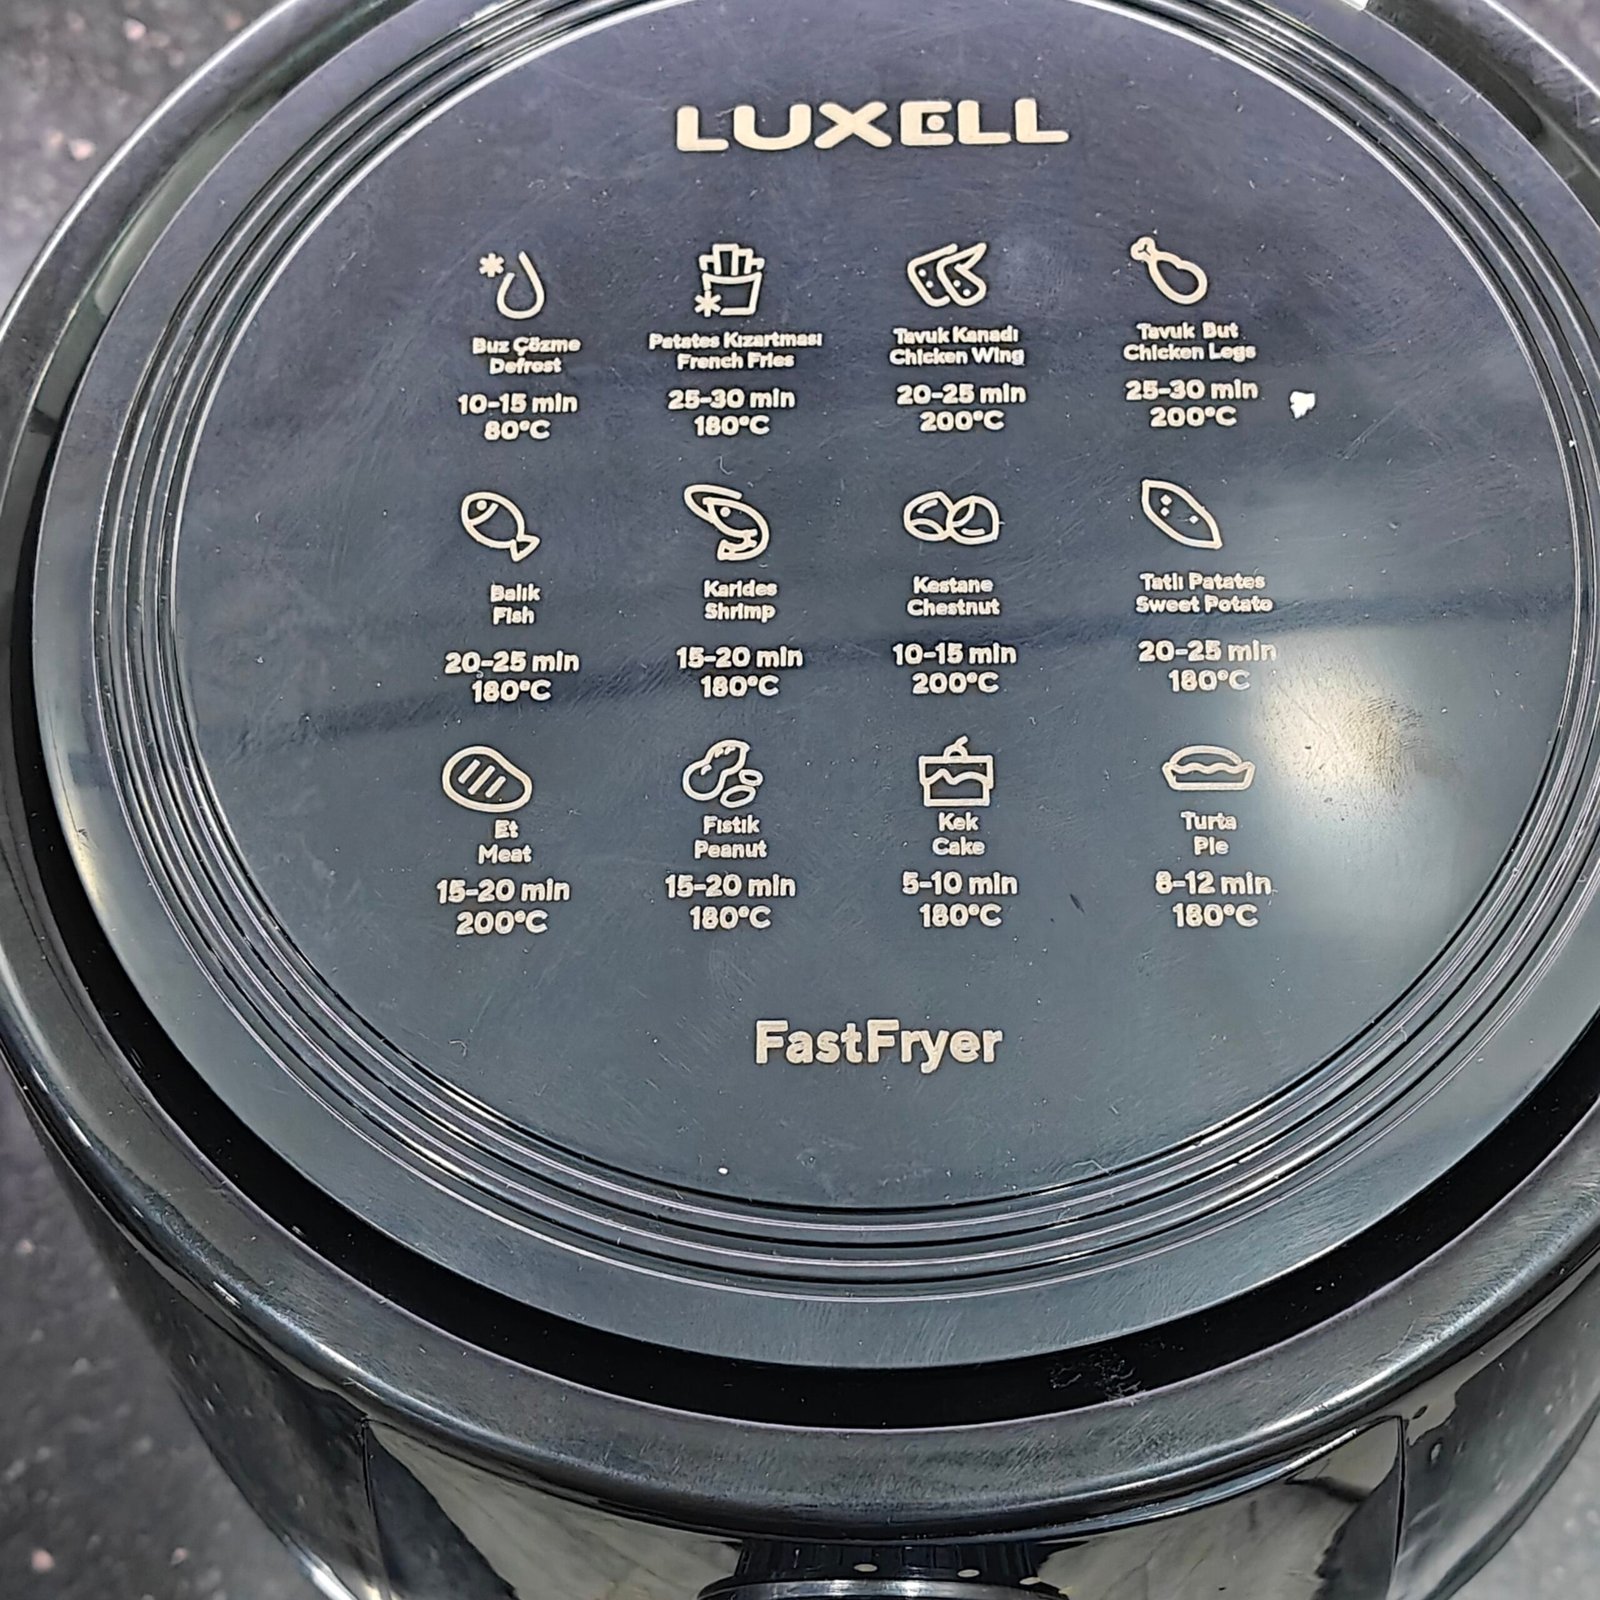 LUXELL
Buz Çözme
Defrost
10-15 min
80°C
Patates Kızartması
French Fries
25-30 min
180°C
Tavuk Kanadı
Chicken Wing
20-25 min
200°C
Tavuk But
Chicken Legs
25-30 min
200°C
Balık
Fish
20-25 min
180°C
Karides
Shrimp
15-20 min
180°C
Kestane
Chestnut
10-15 min
200°C
Tatlı Patates
Sweet Potato
20-25 min
180°C
Et
Meat
15-20 min
200°C
Fıstık
Peanut
15-20 min
180°C
Kek
Cake
5-10 min
180°C
Turta
Pie
8-12 min
180°C
FastFryer